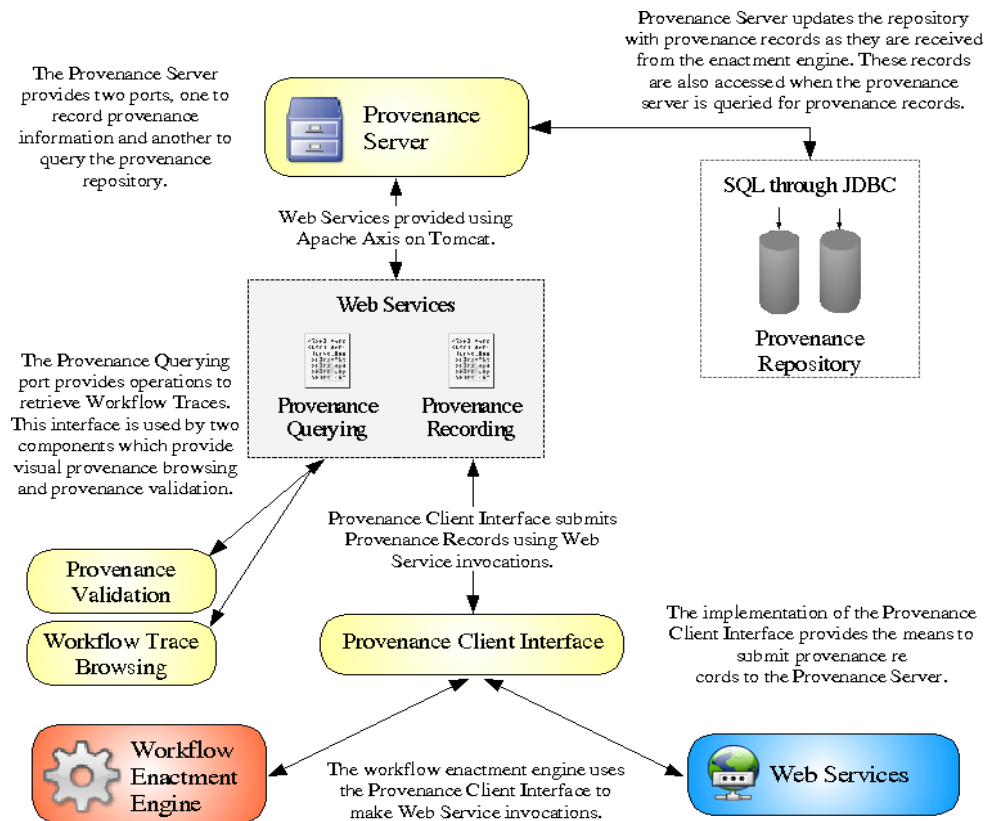 Provenance Server updates the repository
with provenance records as they are received
from the enactment engine. These records
are also accessed when the provenance
server is queried for provenance records.
The Provenance Server
provides two ports, one to
record provenance
information and another to
query the provenance
repository.
Provenance
Server
SQL through JDBC
Provenance
Repository
Web Services provided using
Apache Axis on Tomcat.
Web Services
Provenance
Querying
Provenance
Recording
The Provenance Querying
port provides operations to
retrieve Workflow Traces.
This interface is used by two
components which provide
visual provenance browsing
and provenance validation.
Provenance Client Interface submits
Provenance Records using Web
Service invocations.
Provenance
Validation
Workflow Trace
Browsing
Provenance Client Interface
The implementation of the Provenance
Client Interface provides the means to
submit provenance re
cords to the Provenance Server.
Workflow
Enactment
Engine
The workflow enactment engine uses
the Provenance Client Interface to
make Web Service invocations.
Web Services